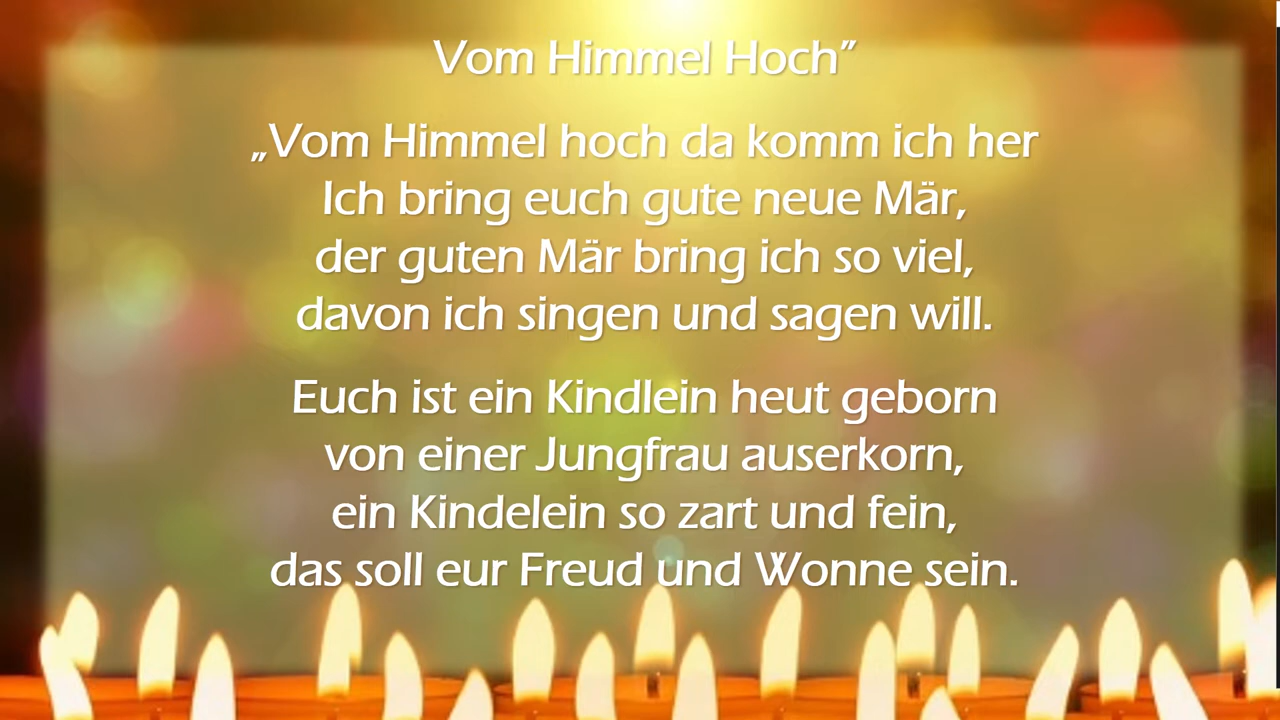 Vom Himmel Hoch”
„Vom Himmel hoch da komm ich her
Ich bring euch gute neue Mär,
der guten Mär bring ich so viel,
davon ich singen und sagen will.
Euch ist ein Kindlein heut geborn
von einer Jungfrau auserkorn,
ein Kindelein so zart und fein,
das soll eur Freud und Wonne sein.